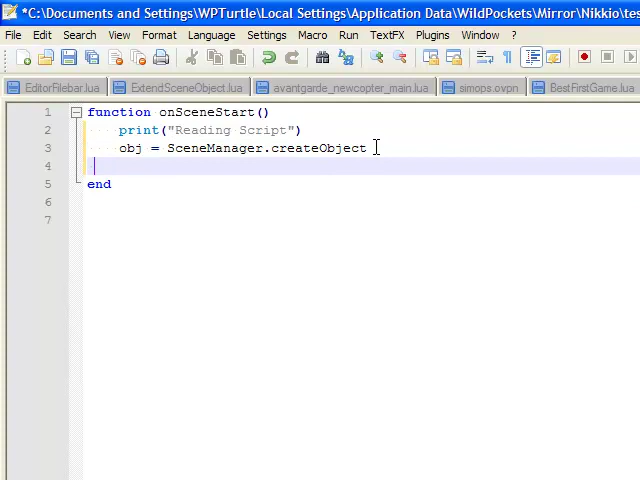 *C:\Documents and Settings\WPTurtle\Local Settings\Application Data\WildPockets\Mirror\Nikkio\tes
File Edit Search View Format Language Settings Macro Run TextFX Plugins Window ?
EditorFilebar.lua ExtendSceneObject.lua avantgarde_newcopter_main.lua simops.ovpn BestFirstGame.lua
1 function onSceneStart()
2 print("Reading Script")
3 obj = SceneManager.createObject
4
5 end
6
7